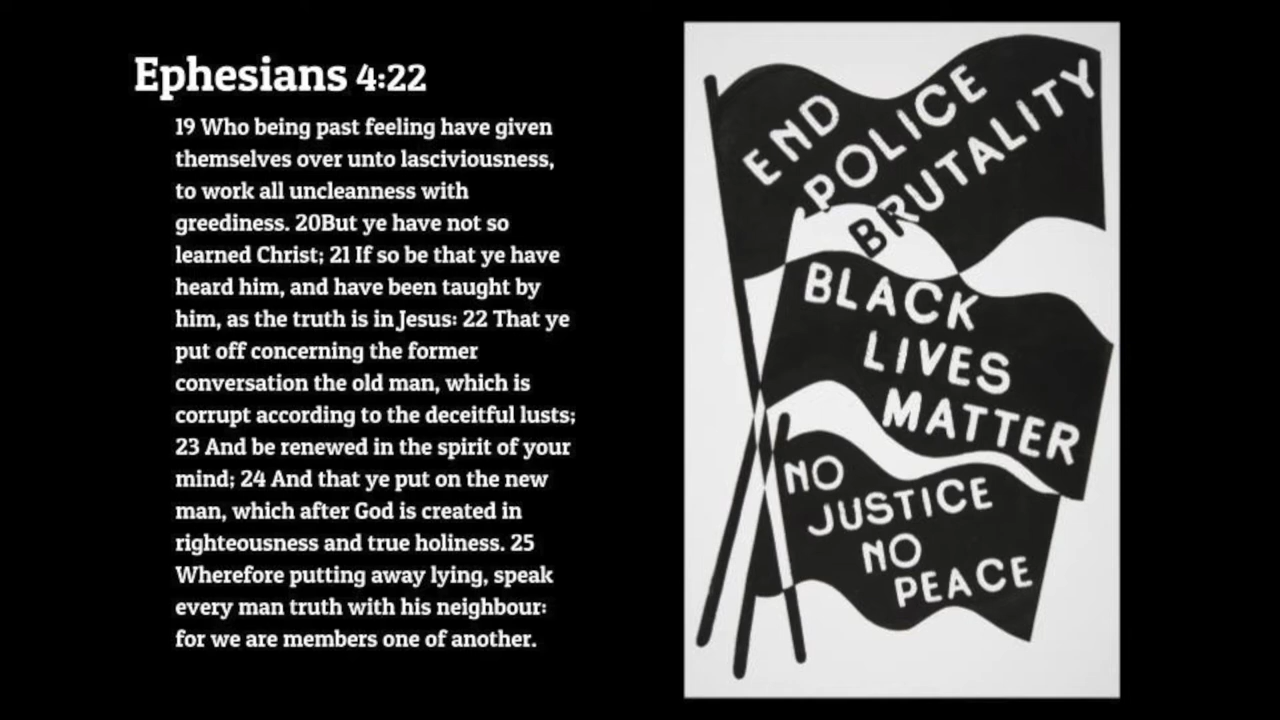 Ephesians 4:22
19 Who being past feeling have given
themselves over unto lasciviousness,
to work all uncleanness with
greediness. 20But ye have not so
learned Christ; 21 If so be that ye have
heard him, and have been taught by
him, as the truth is in Jesus: 22 That ye
put off concerning the former
conversation the old man, which is
corrupt according to the deceitful lusts;
23 And be renewed in the spirit of your
mind; 24 And that ye put on the new
man, which after God is created in
righteousness and true holiness. 25
Wherefore putting away lying, speak
every man truth with his neighbour:
for we are members one of another.
END
POLICE
BRUTALITY
BLACK
LIVES
MATTER
NO
JUSTICE
NO
PEACE